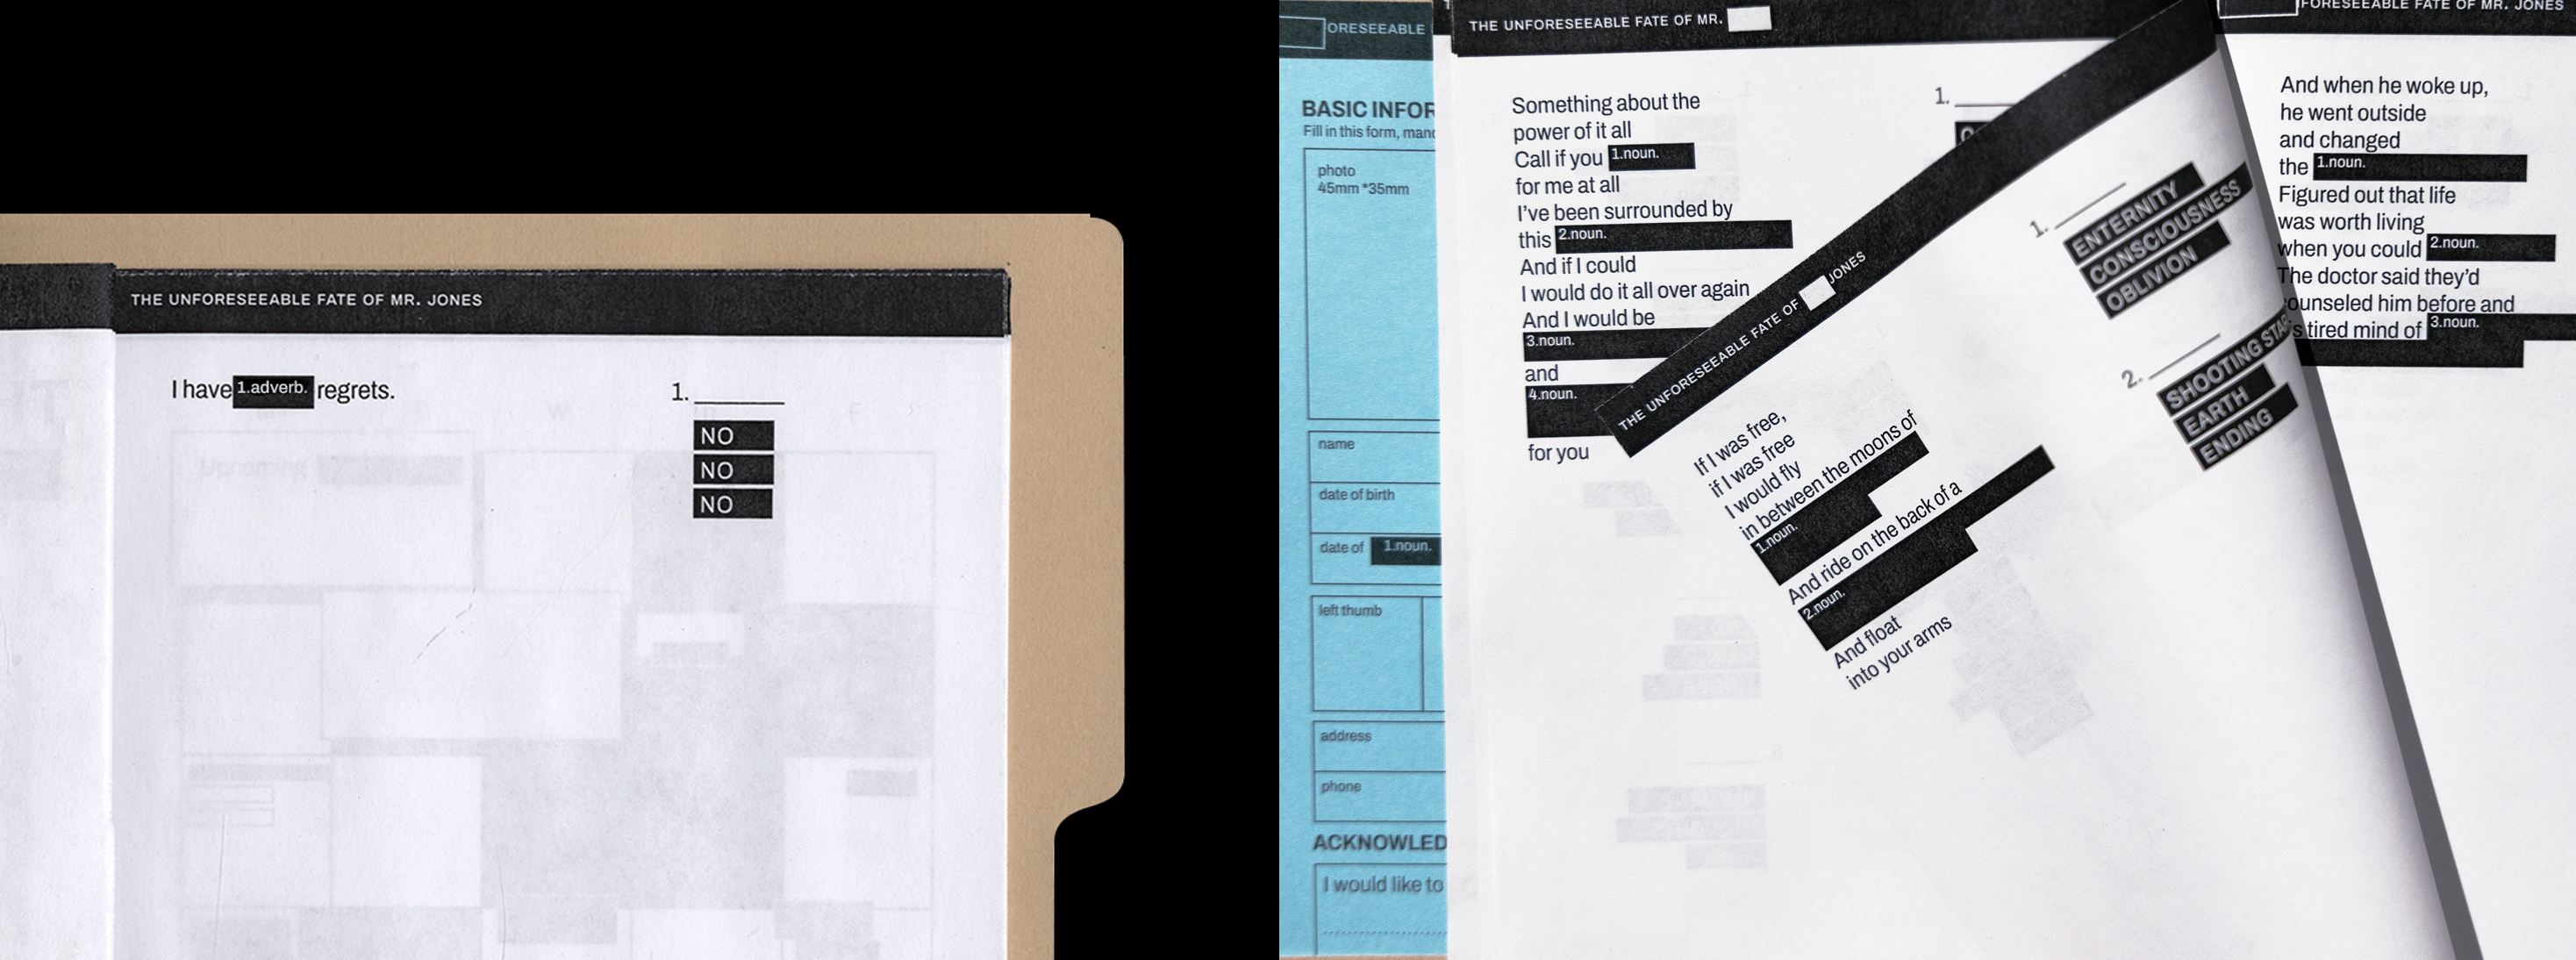 THE UNFORESEEABLE FATE OF MR. JONES
I have 1.adverb. regrets.
1.
NO
NO
NO
ORESEEABLE
BASIC INFOR
Fill in this form, mand
photo
45mm *35mm
name
date of birth
date of 1.noun.
left thumb
address
phone
ACKNOWLED
I would like to
THE UNFORESEEABLE FATE OF MR.
Something about the
power of it all
Call if you 1.noun.
for me at all
I've been surrounded by
this 2.noun.
And if I could
I would do it all over again
And I would be
3.noun.
and
4.noun.
for you
1.
THE UNFORESEEABLE FATE OF JONES
If I was free,
if I was free
I would fly
in between the moons of
1.noun.
And ride on the back of a
2.noun.
And float
into your arms
1.
ENTERNITY
CONSCIOUSNESS
OBLIVION
2.
SHOOTING STAR
EARTH
ENDING
FORESEEABLE FATE OF MR. JONES
And when he woke up,
he went outside
and changed
the 1.noun.
Figured out that life
was worth living
when you could 2.noun.
The doctor said they'd
ounseled him before and
s tired mind of 3.noun.